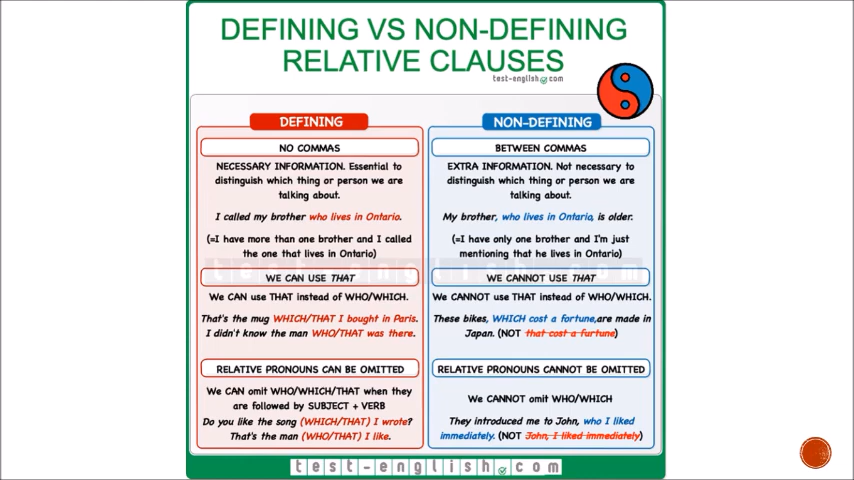 DEFINING VS NON-DEFINING
RELATIVE CLAUSES
test-english.com
DEFINING
NO COMMAS
NECESSARY INFORMATION. Essential to
distinguish which thing or person we are
talking about.
I called my brother who lives in Ontario.
(=I have more than one brother and I called
the one that lives in Ontario)
WE CAN USE THAT
We CAN use THAT instead of WHO/WHICH.
That's the mug WHICH/THAT I bought in Paris.
I didn't know the man WHO/THAT was there.
RELATIVE PRONOUNS CAN BE OMITTED
We CAN omit WHO/WHICH/THAT when they
are followed by SUBJECT + VERB
Do you like the song (WHICH/THAT) I wrote?
That's the man (WHO/THAT) I like.
NON-DEFINING
BETWEEN COMMAS
EXTRA INFORMATION. Not necessary to
distinguish which thing or person we are
talking about.
My brother, who lives in Ontario, is older.
(=I have only one brother and I'm just
mentioning that he lives in Ontario)
WE CANNOT USE THAT
We CANNOT use THAT instead of WHO/WHICH.
These bikes, WHICH cost a fortune,are made in
Japan. (NOT that cost a furtune)
RELATIVE PRONOUNS CANNOT BE OMITTED
We CANNOT omit WHO/WHICH
They introduced me to John, who I liked
immediately. (NOT John, I liked immediately)
test-english.com
test-english.com